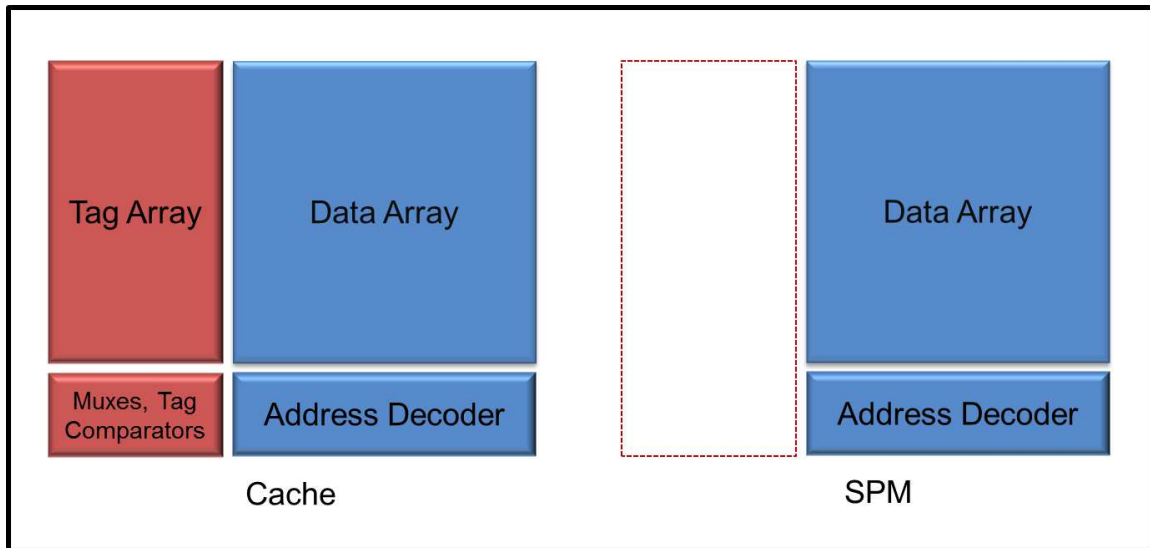 Tag Array
Data Array
Muxes, Tag
Comparators
Address Decoder
Cache
Data Array
Address Decoder
SPM